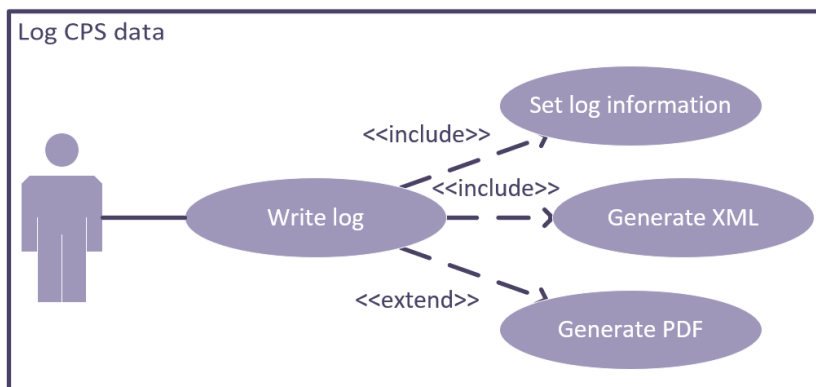 Log CPS data
Set log information
<<include>>
<<include>>
Write log
Generate XML
<<extend>>
Generate PDF